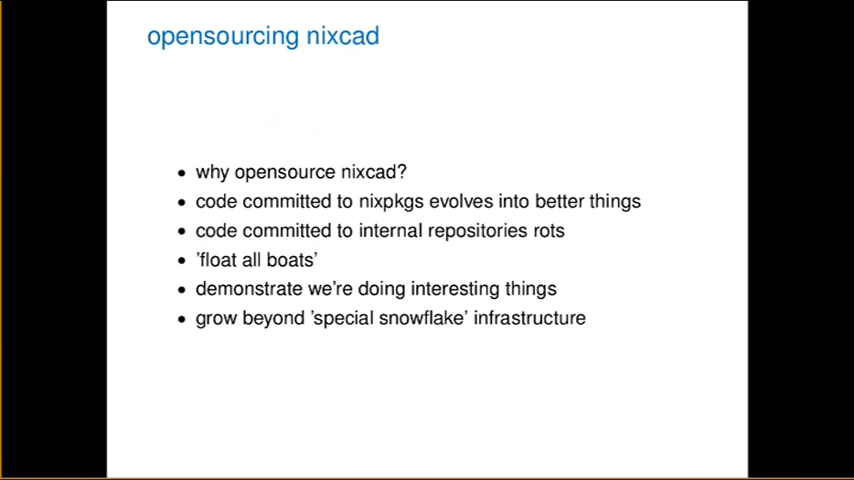 opensourcing nixcad
• why opensource nixcad?
• code committed to nixpkgs evolves into better things
• code committed to internal repositories rots
• 'float all boats'
• demonstrate we're doing interesting things
• grow beyond 'special snowflake' infrastructure